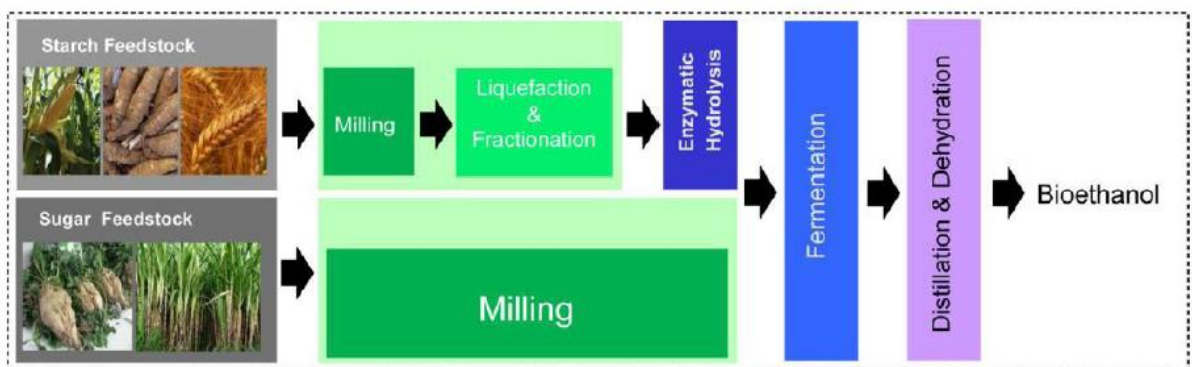 Starch Feedstock
Milling
Liquefaction
&
Fractionation
Enzymatic
Hydrolysis
Sugar Feedstock
Milling
Fermentation
Distillation & Dehydration
Bioethanol